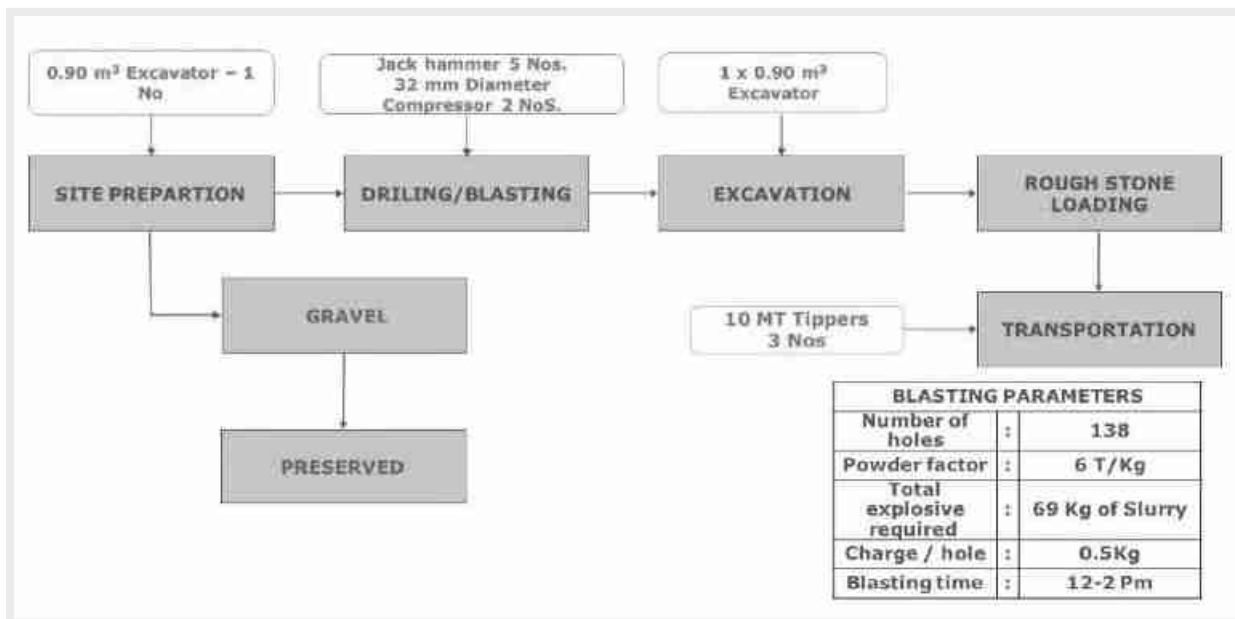 0.90 m³ Excavator – 1
No
Jack hammer 5 Nos.
32 mm Diameter
Compressor 2 NoS.
1 x 0.90 m³
Excavator
SITE PREPARTION
DRILING/BLASTING
EXCAVATION
ROUGH STONE
LOADING
GRAVEL
10 MT Tippers
3 Nos
TRANSPORTATION
PRESERVED
BLASTING PARAMETERS
Number of
holes : 138
Powder factor : 6 T/Kg
Total
explosive
required : 69 Kg of Slurry
Charge / hole : 0.5Kg
Blasting time : 12-2 Pm